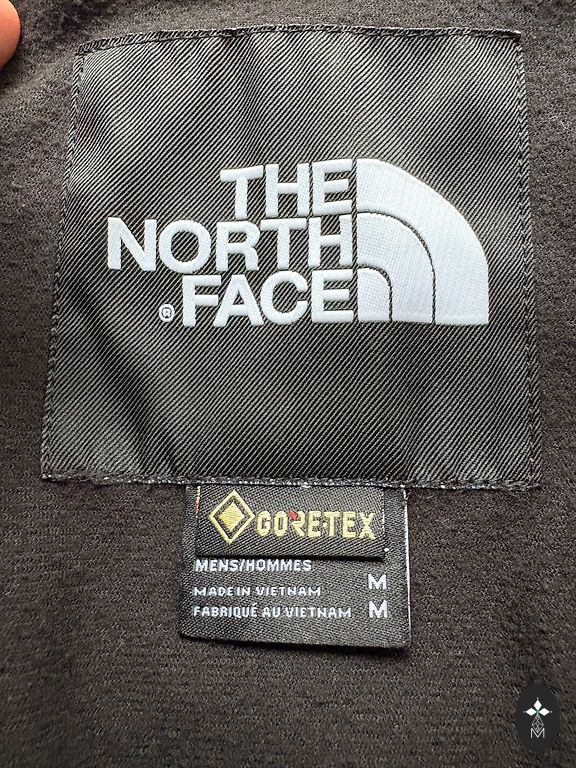 THE
NORTH
® FACE
GORE-TEX
MENS/HOMMES M
MADE IN VIETNAM
FABRIQUÉ AU VIETNAM M
M